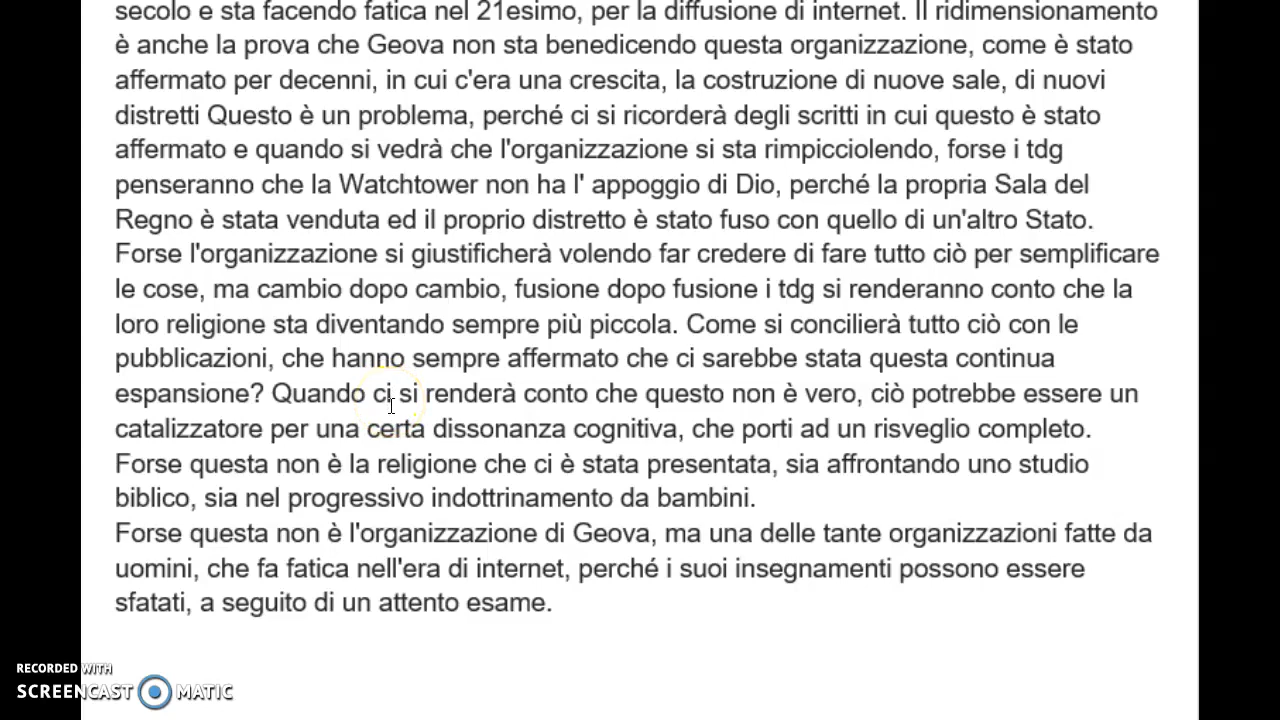 secolo e sta facendo fatica nel 21esimo, per la diffusione di internet. Il ridimensionamento
è anche la prova che Geova non sta benedicendo questa organizzazione, come è stato
affermato per decenni, in cui c'era una crescita, la costruzione di nuove sale, di nuovi
distretti Questo è un problema, perché ci si ricorderà degli scritti in cui questo è stato
affermato e quando si vedrà che l'organizzazione si sta rimpicciolendo, forse i tdg
penseranno che la Watchtower non ha l' appoggio di Dio, perché la propria Sala del
Regno è stata venduta ed il proprio distretto è stato fuso con quello di un'altro Stato.
Forse l'organizzazione si giustificherà volendo far credere di fare tutto ciò per semplificare
le cose, ma cambio dopo cambio, fusione dopo fusione i tdg si renderanno conto che la
loro religione sta diventando sempre più piccola. Come si concilierà tutto ciò con le
pubblicazioni, che hanno sempre affermato che ci sarebbe stata questa continua
espansione? Quando ci si renderà conto che questo non è vero, ciò potrebbe essere un
catalizzatore per una certa dissonanza cognitiva, che porti ad un risveglio completo.
Forse questa non è la religione che ci è stata presentata, sia affrontando uno studio
biblico, sia nel progressivo indottrinamento da bambini.
Forse questa non è l'organizzazione di Geova, ma una delle tante organizzazioni fatte da
uomini, che fa fatica nell'era di internet, perché i suoi insegnamenti possono essere
sfatati, a seguito di un attento esame.
RECORDED WITH
SCREENCAST MATIC